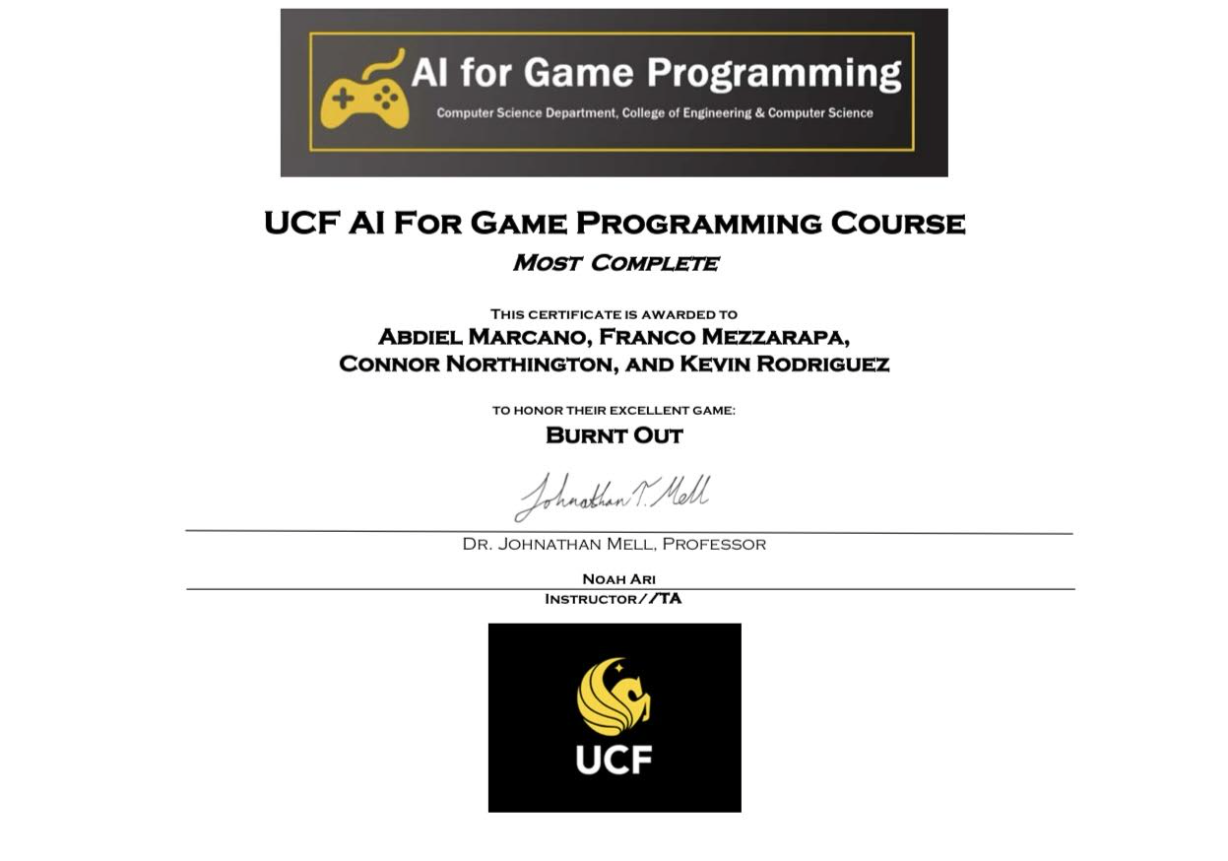 AI for Game Programming
Computer Science Department, College of Engineering & Computer Science
UCF AI For Game Programming Course
Most Complete
This certificate is awarded to
Abdiel Marcano, Franco Mezzarapa,
Connor Northington, and Kevin Rodriguez
to honor their excellent game:
Burnt Out
Johnathan T. Mell
Dr. Johnathan Mell, Professor
Noah Ari
Instructor//TA
UCF